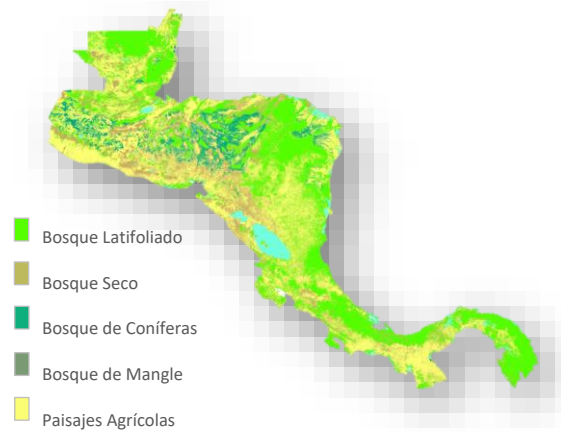 Bosque Latifoliado
Bosque Seco
Bosque de Coníferas
Bosque de Mangle
Paisajes Agrícolas